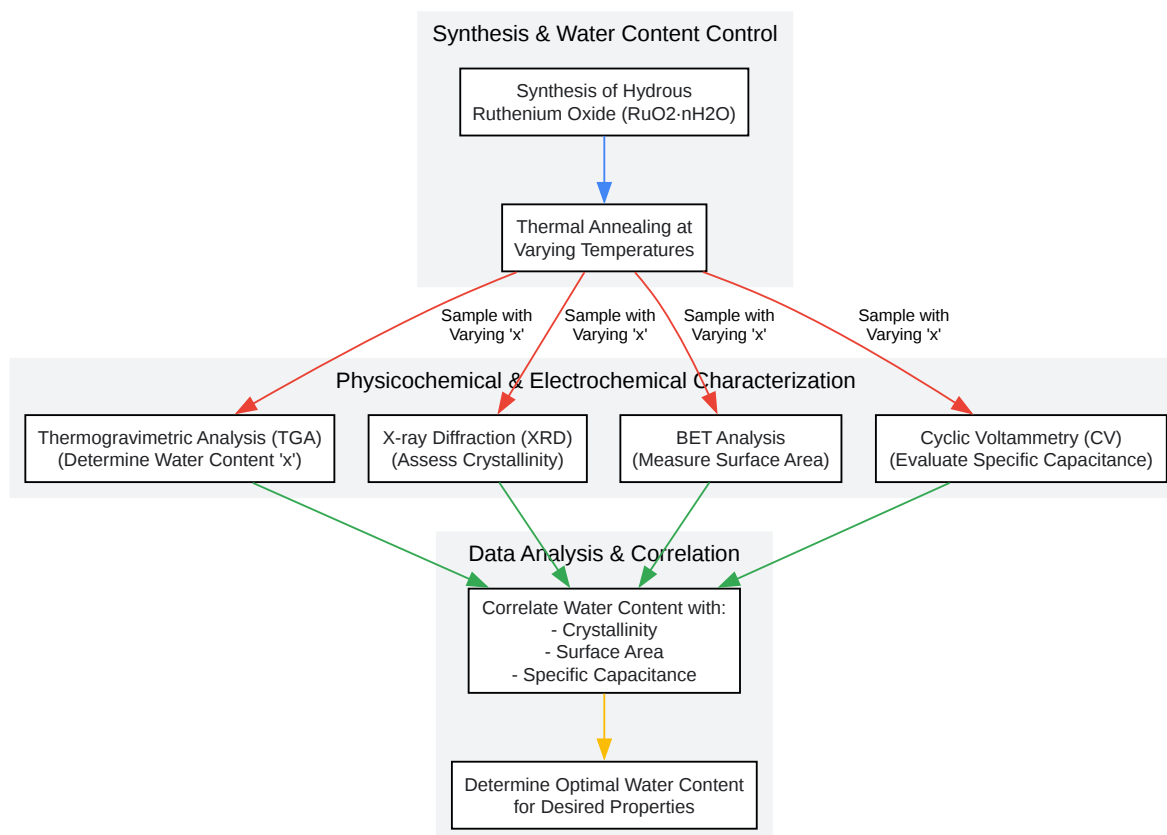 Synthesis & Water Content Control
Synthesis of Hydrous
Ruthenium Oxide (RuO2·nH2O)
Thermal Annealing at
Varying Temperatures
Sample with
Varying 'x'
Sample with
Varying 'x'
Sample with
Varying 'x'
Sample with
Varying 'x'
Physicochemical & Electrochemical Characterization
Thermogravimetric Analysis (TGA)
(Determine Water Content 'x')
X-ray Diffraction (XRD)
(Assess Crystallinity)
BET Analysis
(Measure Surface Area)
Cyclic Voltammetry (CV)
(Evaluate Specific Capacitance)
Data Analysis & Correlation
Correlate Water Content with:
- Crystallinity
- Surface Area
- Specific Capacitance
Determine Optimal Water Content
for Desired Properties